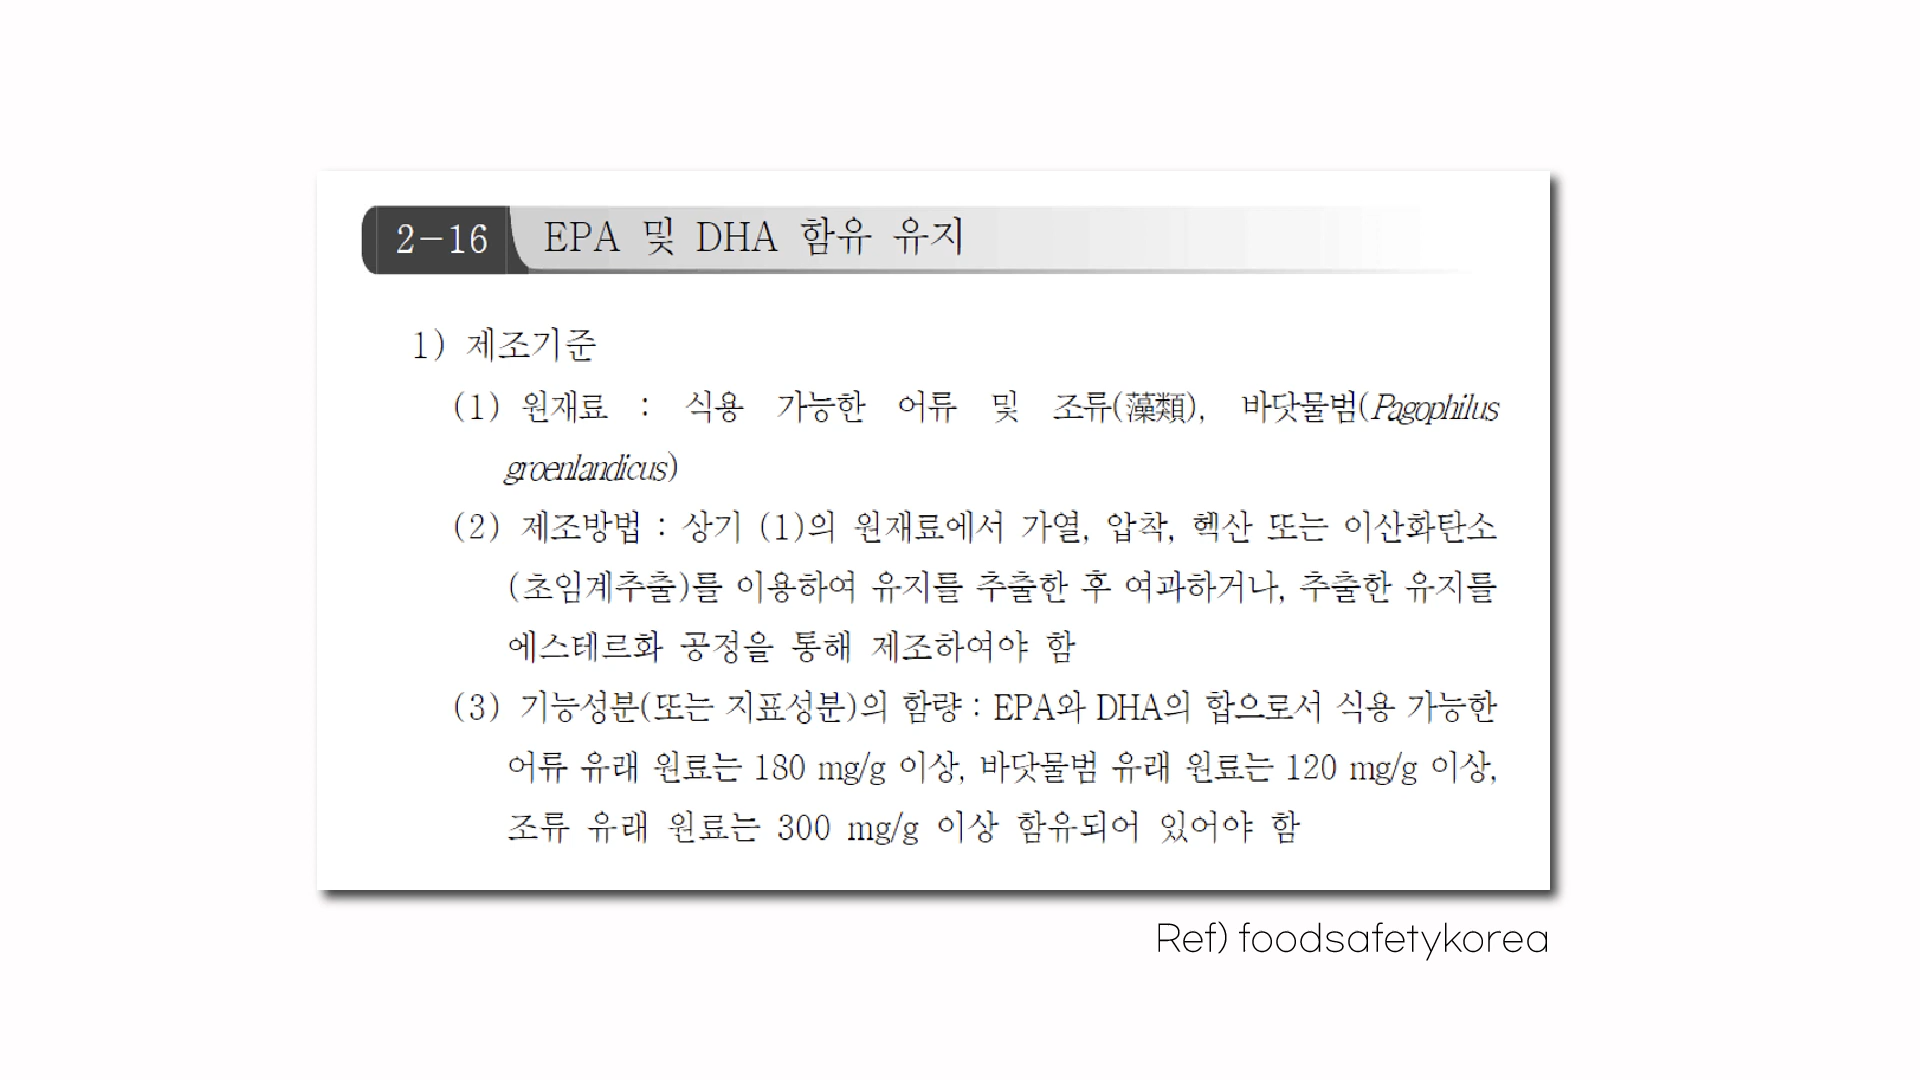 2-16 EPA 및 DHA 함유 유지
1) 제조기준
(1) 원재료 : 식용 가능한 어류 및 조류(藻類), 바닷물범(Pagophilus
groenlandicus)
(2) 제조방법 : 상기 (1)의 원재료에서 가열, 압착, 헥산 또는 이산화탄소
(초임계추출)를 이용하여 유지를 추출한 후 여과하거나, 추출한 유지를
에스테르화 공정을 통해 제조하여야 함
(3) 기능성분(또는 지표성분)의 함량 : EPA와 DHA의 합으로서 식용 가능한
어류 유래 원료는 180 mg/g 이상, 바닷물범 유래 원료는 120 mg/g 이상,
조류 유래 원료는 300 mg/g 이상 함유되어 있어야 함
Ref) foodsafetykorea